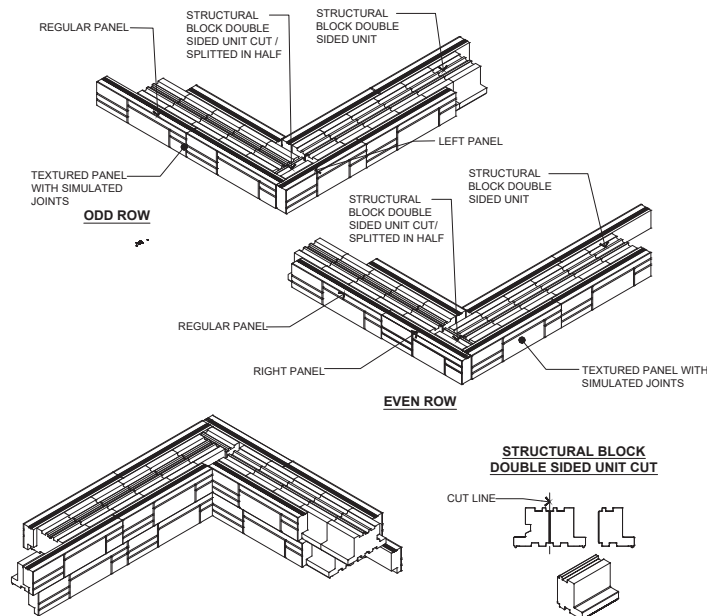 REGULAR PANEL
STRUCTURAL
BLOCK DOUBLE
SIDED UNIT CUT /
SPLITTED IN HALF
STRUCTURAL
BLOCK DOUBLE
SIDED UNIT
LEFT PANEL
TEXTURED PANEL
WITH SIMULATED
JOINTS
ODD ROW
STRUCTURAL
BLOCK DOUBLE
SIDED UNIT CUT/
SPLITTED IN HALF
STRUCTURAL
BLOCK DOUBLE
SIDED UNIT
REGULAR PANEL
RIGHT PANEL
TEXTURED PANEL WITH
SIMULATED JOINTS
EVEN ROW
STRUCTURAL BLOCK
DOUBLE SIDED UNIT CUT
CUT LINE